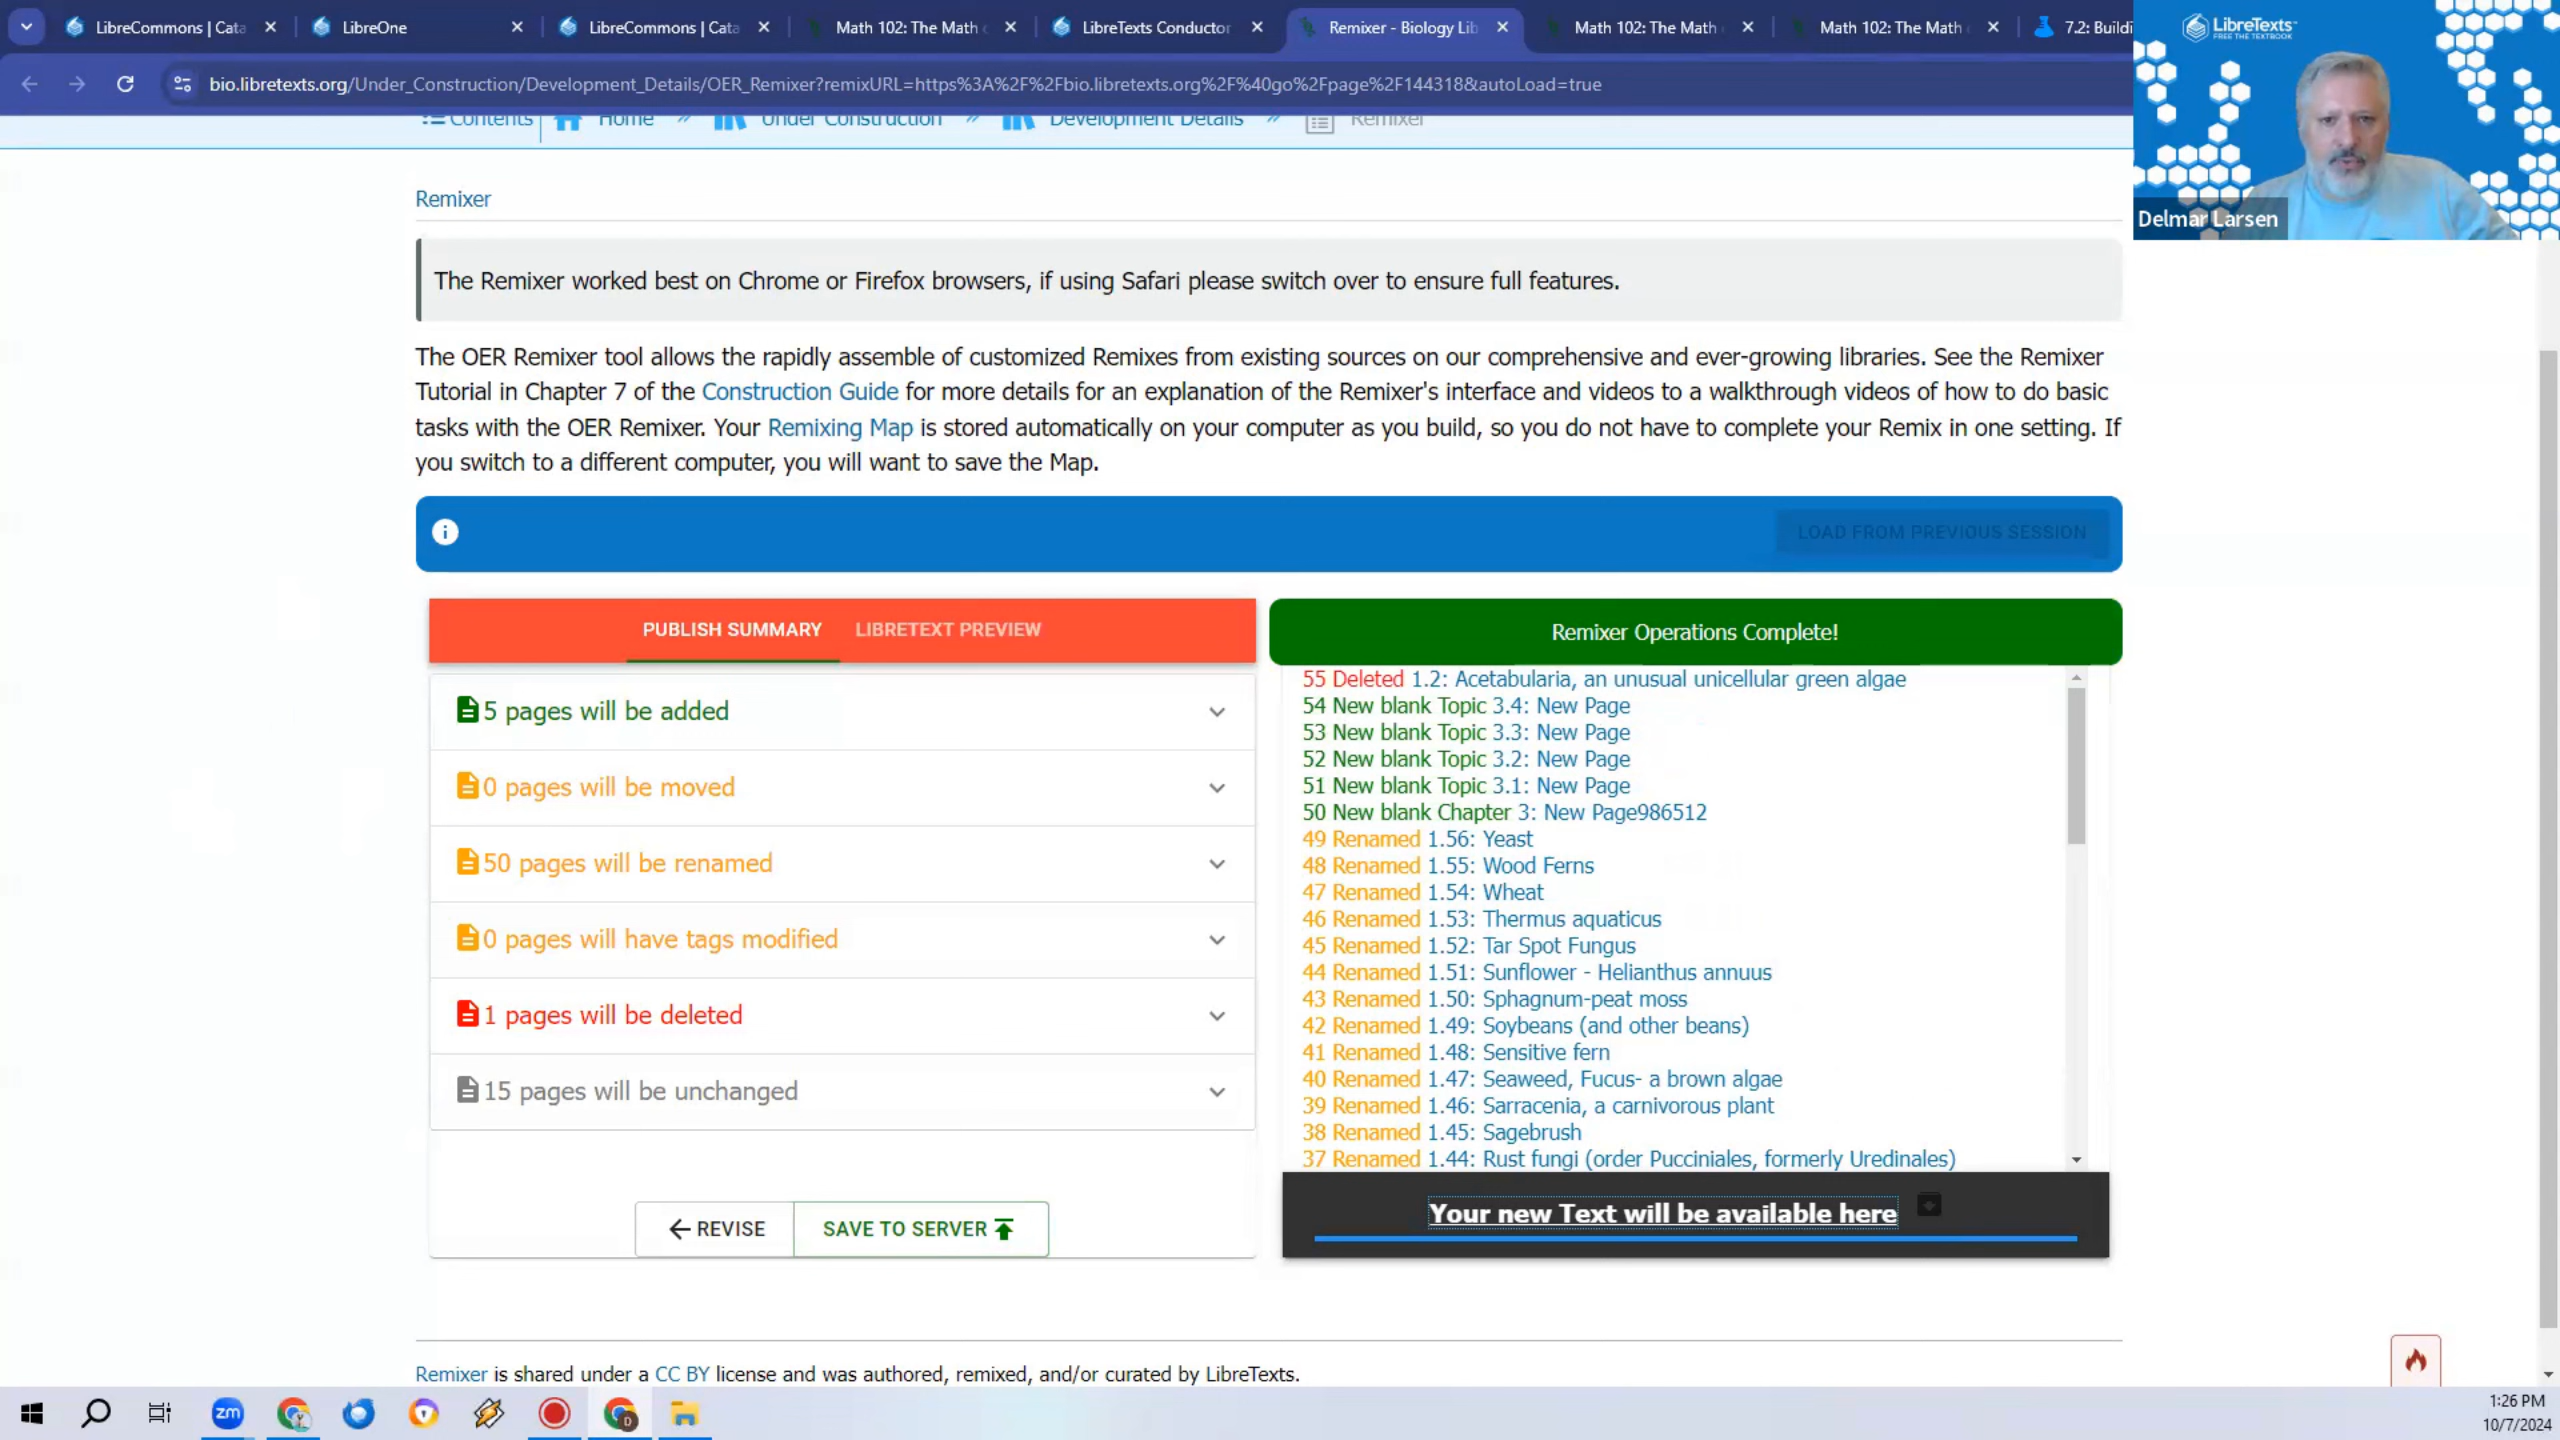 LibreCommons | Cata
LibreOne
LibreCommons | Cata
Math 102: The Math
LibreTexts Conductor
Remixer - Biology Lib
Math 102: The Math
Math 102: The Math
7.2: Buildi
bio.libretexts.org/Under_Construction/Development_Details/OER_Remixer?remixURL=https%3A%2F%2Fbio.libretexts.org%2F%40go%2Fpage%2F144318&autoLoad=true
LibreTexts
FREE THE TEXTBOOK
Delmar Larsen
Contents
Home
Under Construction
Development Details
Remixer
Remixer
The Remixer worked best on Chrome or Firefox browsers, if using Safari please switch over to ensure full features.
The OER Remixer tool allows the rapidly assemble of customized Remixes from existing sources on our comprehensive and ever-growing libraries. See the Remixer
Tutorial in Chapter 7 of the Construction Guide for more details for an explanation of the Remixer's interface and videos to a walkthrough videos of how to do basic
tasks with the OER Remixer. Your Remixing Map is stored automatically on your computer as you build, so you do not have to complete your Remix in one setting. If
you switch to a different computer, you will want to save the Map.
LOAD FROM PREVIOUS SESSION
PUBLISH SUMMARY
LIBRETEXT PREVIEW
5 pages will be added
0 pages will be moved
50 pages will be renamed
0 pages will have tags modified
1 pages will be deleted
15 pages will be unchanged
REVISE
SAVE TO SERVER
Remixer Operations Complete!
55 Deleted 1.2: Acetabularia, an unusual unicellular green algae
54 New blank Topic 3.4: New Page
53 New blank Topic 3.3: New Page
52 New blank Topic 3.2: New Page
51 New blank Topic 3.1: New Page
50 New blank Chapter 3: New Page986512
49 Renamed 1.56: Yeast
48 Renamed 1.55: Wood Ferns
47 Renamed 1.54: Wheat
46 Renamed 1.53: Thermus aquaticus
45 Renamed 1.52: Tar Spot Fungus
44 Renamed 1.51: Sunflower - Helianthus annuus
43 Renamed 1.50: Sphagnum-peat moss
42 Renamed 1.49: Soybeans (and other beans)
41 Renamed 1.48: Sensitive fern
40 Renamed 1.47: Seaweed, Fucus- a brown algae
39 Renamed 1.46: Sarracenia, a carnivorous plant
38 Renamed 1.45: Sagebrush
37 Renamed 1.44: Rust fungi (order Pucciniales, formerly Uredinales)
Your new Text will be available here
Remixer is shared under a CC BY license and was authored, remixed, and/or curated by LibreTexts.
zm
D
1:26 PM
10/7/2024